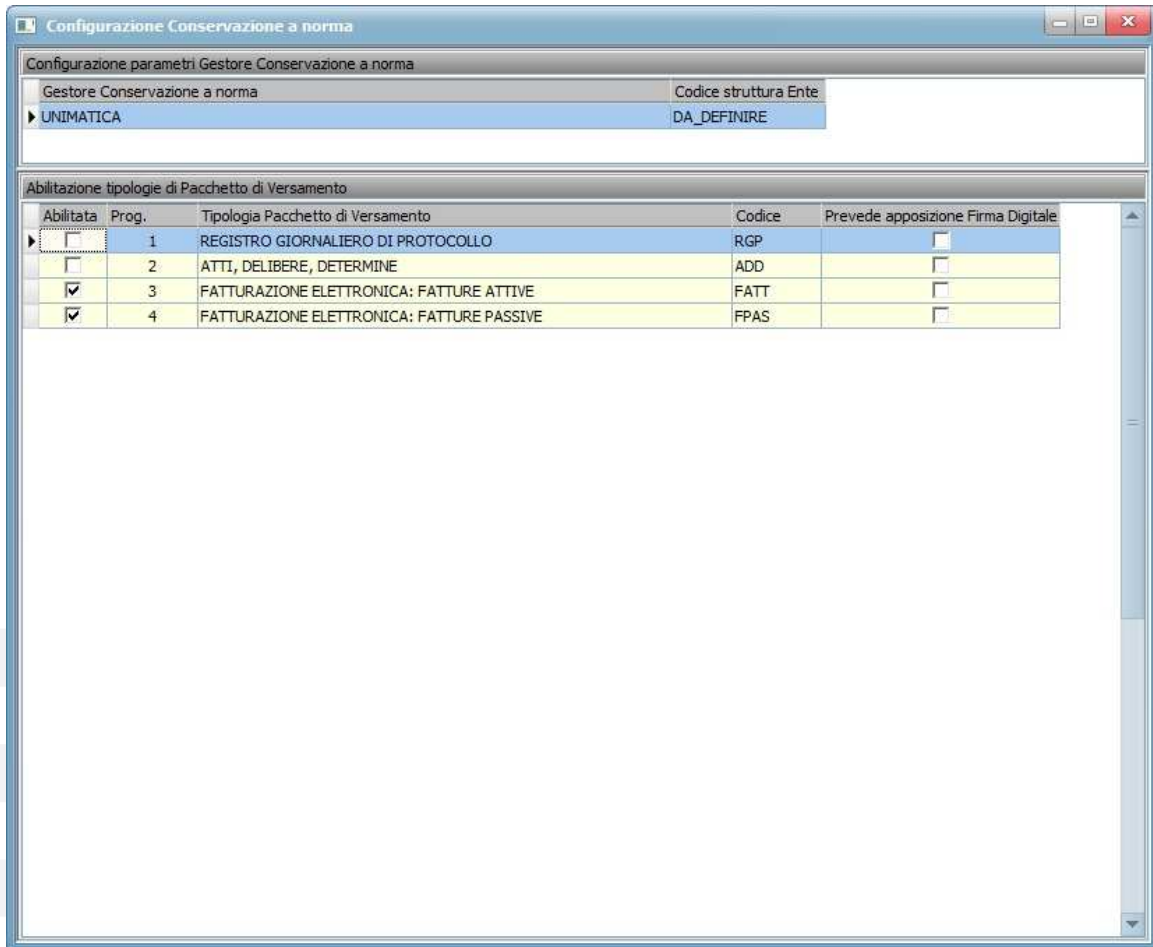 Configurazione Conservazione a norma
Configurazione parametri Gestore Conservazione a norma
Gestore Conservazione a norma Codice struttura Ente
UNIMATICA DA_DEFINIRE
Abilitazione tipologie di Pacchetto di Versamento
Abilitata Prog. Tipologia Pacchetto di Versamento Codice Prevede apposizione Firma Digitale
1 REGISTRO GIORNALIERO DI PROTOCOLLO RGP
2 ATTI, DELIBERE, DETERMINE ADD
3 FATTURAZIONE ELETTRONICA: FATTURE ATTIVE FATT
4 FATTURAZIONE ELETTRONICA: FATTURE PASSIVE FPAS